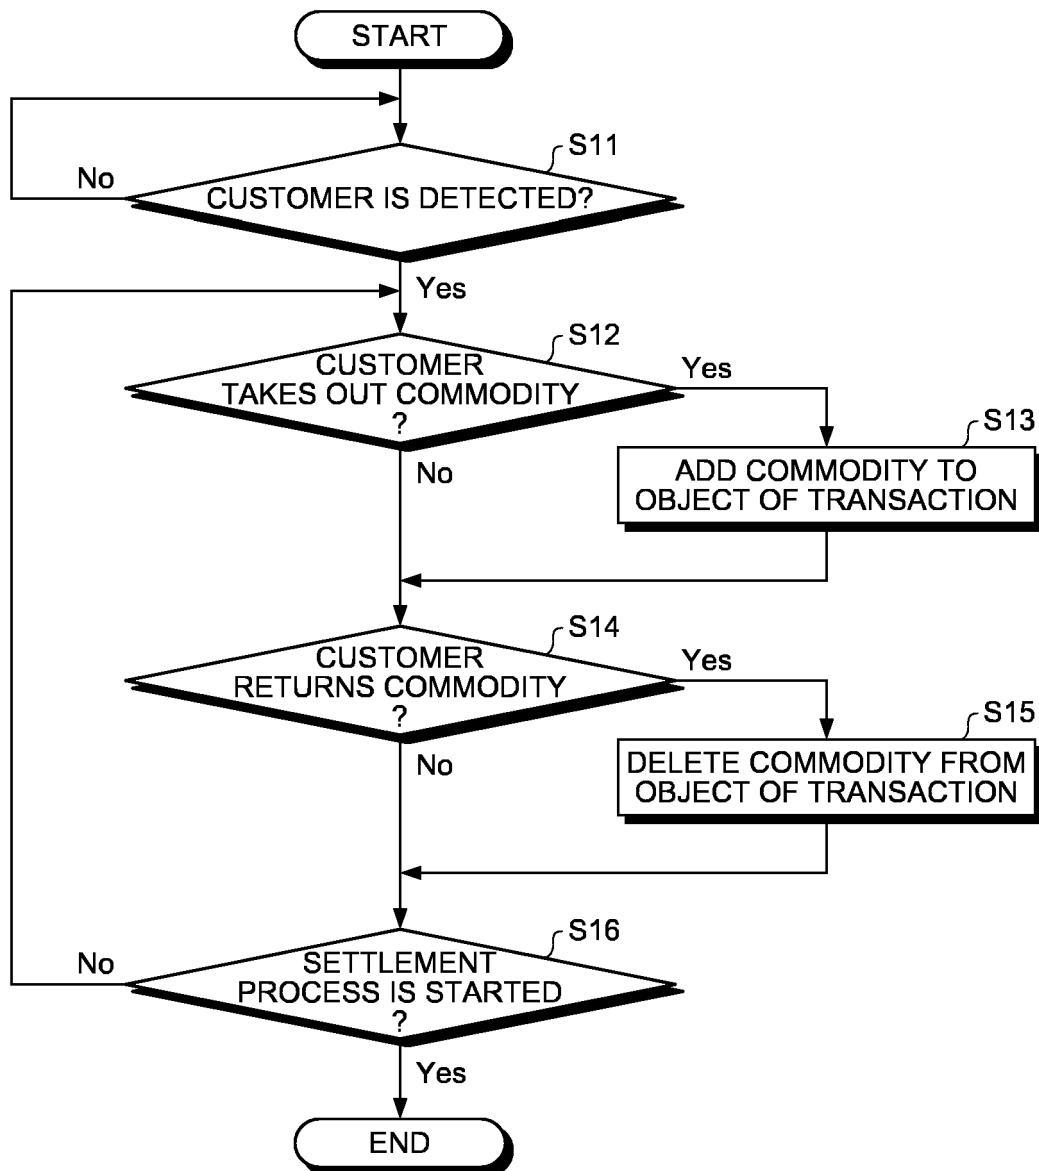 START
S11
No
CUSTOMER IS DETECTED?
Yes
S12
CUSTOMER
TAKES OUT COMMODITY
?
Yes
No
S13
ADD COMMODITY TO
OBJECT OF TRANSACTION
S14
CUSTOMER
RETURNS COMMODITY
?
Yes
No
S15
DELETE COMMODITY FROM
OBJECT OF TRANSACTION
S16
No
SETTLEMENT
PROCESS IS STARTED
?
Yes
END